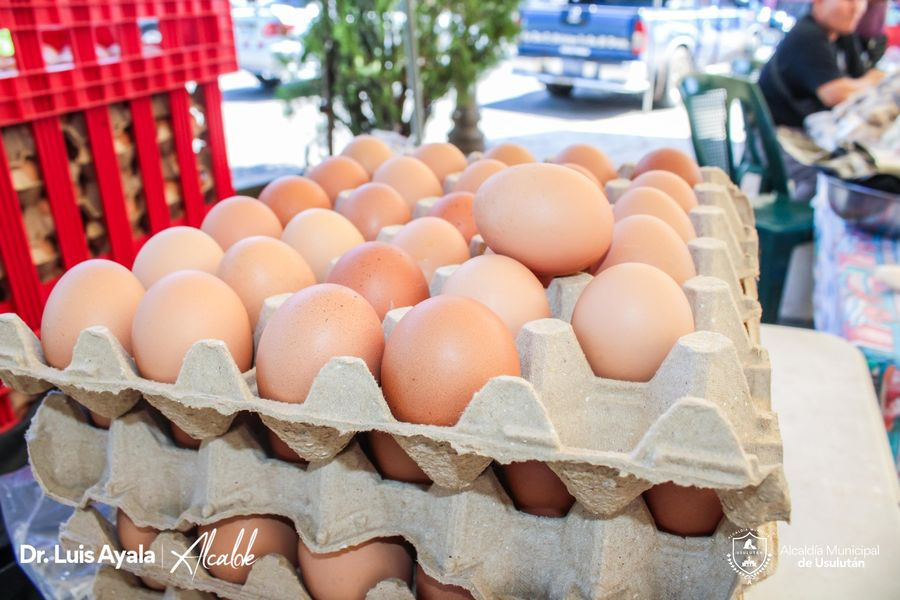 Dr. Luis Ayala | Alcalde
Alcaldía Municipal
de Usulután